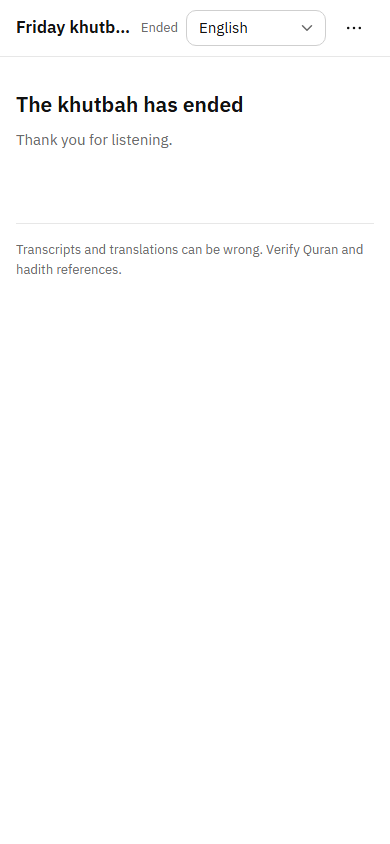 Friday khutb... Ended English
The khutbah has ended
Thank you for listening.
Transcripts and translations can be wrong. Verify Quran and
hadith references.